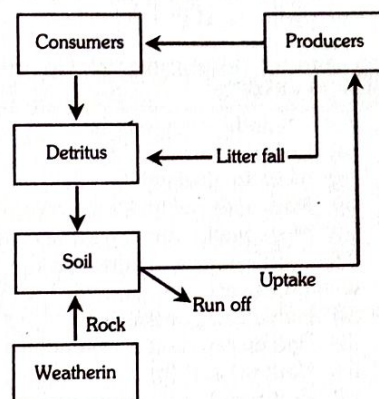 Consumers
Producers
Detritus
Litter fall
Soil
Uptake
Run off
Rock
Weatherin